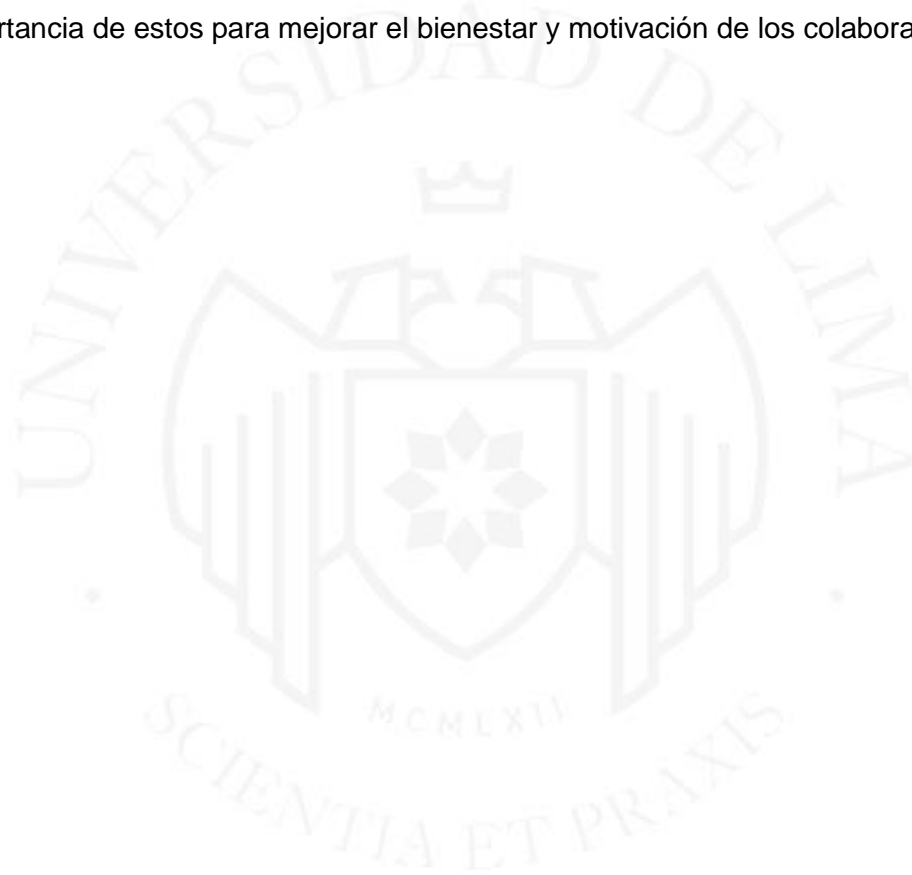 rtancia de estos para mejorar el bienestar y motivación de los colabora
UNIVERSIDAD DE LIMA
MCMLXII
SCIENTIA ET PRAXIS